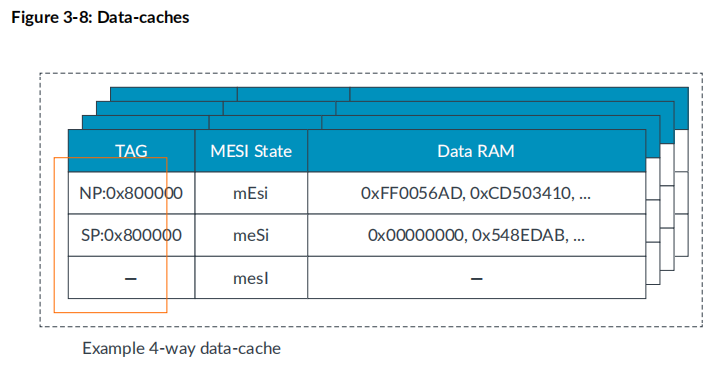 Figure 3-8: Data-caches
TAG MESI State Data RAM
NP:0x800000 mEsi 0xFF0056AD, 0xCD503410, ...
SP:0x800000 meSi 0x00000000, 0x548EDAB, ...
– mesI –
Example 4-way data-cache